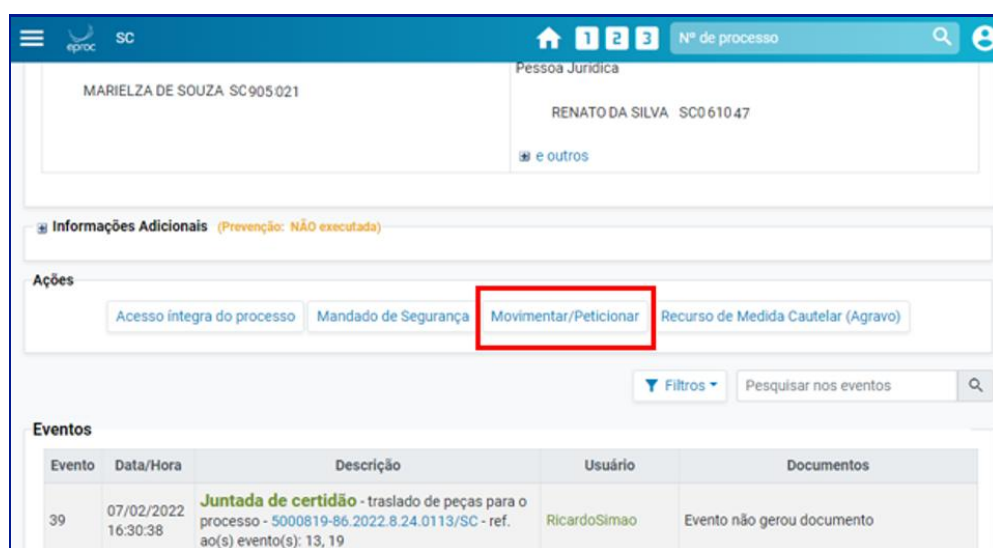 eproc SC 1 2 3 Nº de processo
Pessoa Jurídica
MARIELZA DE SOUZA SC905021
RENATO DA SILVA SC061047
e outros
Informações Adicionais (Prevenção: NÃO executada)
Ações
Acesso íntegra do processo Mandado de Segurança Movimentar/Peticionar Recurso de Medida Cautelar (Agravo)
Filtros Pesquisar nos eventos
Eventos
Evento Data/Hora Descrição Usuário Documentos
39 07/02/2022 16:30:38 Juntada de certidão - traslado de peças para o
processo - 5000819-86.2022.8.24.0113/SC - ref. RicardoSimao Evento não gerou documento
ao(s) evento(s): 13, 19